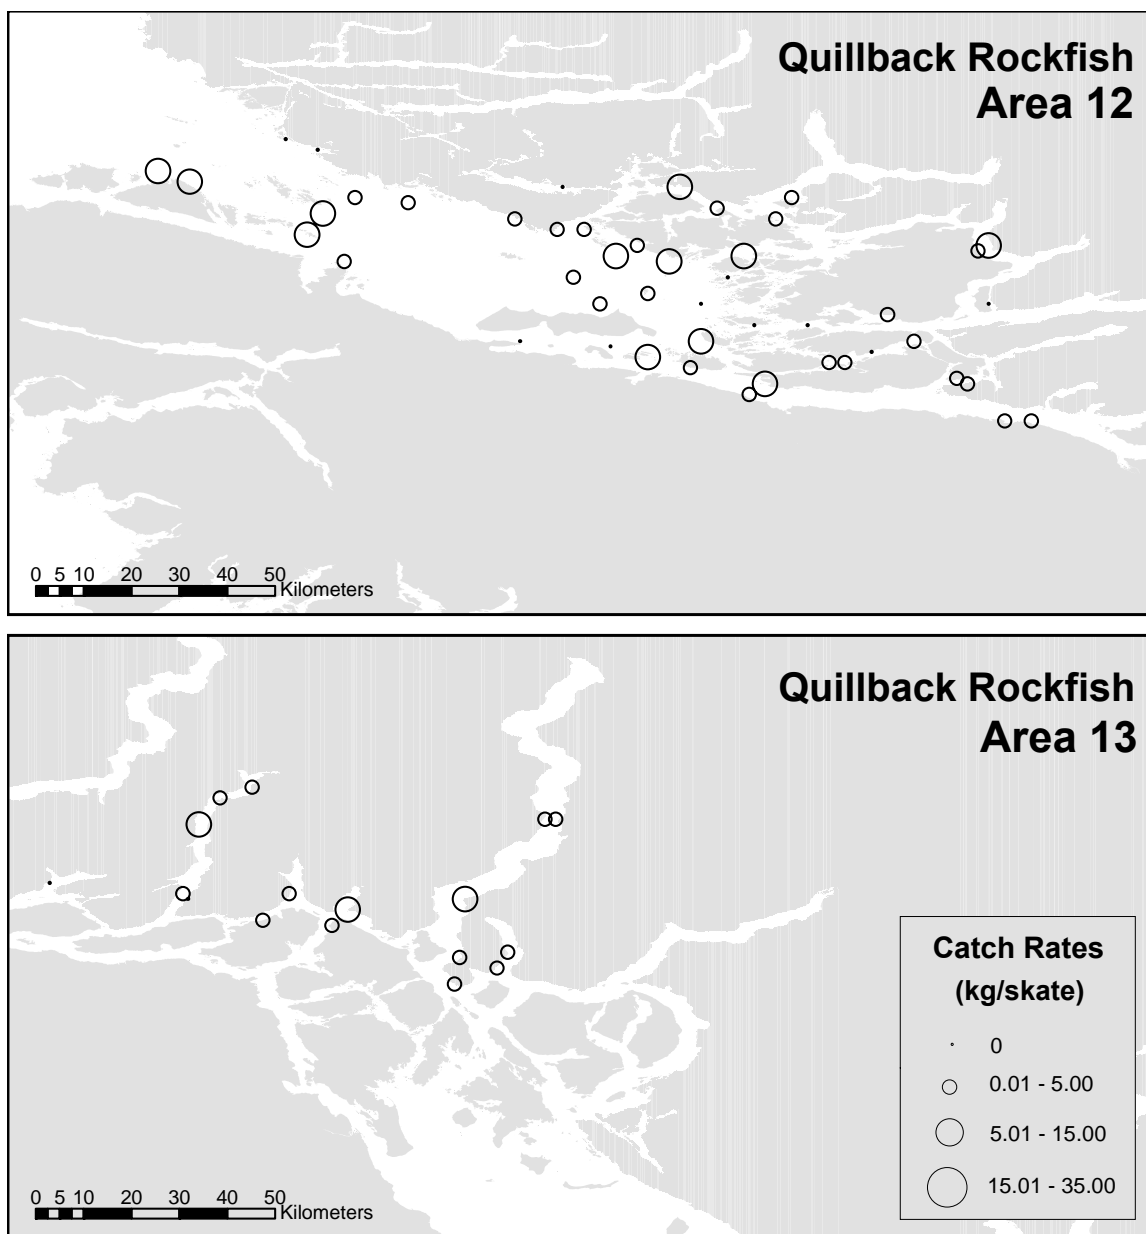 Quillback Rockfish
Area 12
0 5 10 20 30 40 50
Kilometers
Quillback Rockfish
Area 13
Catch Rates
(kg/skate)
0
0.01 - 5.00
5.01 - 15.00
15.01 - 35.00
0 5 10 20 30 40 50
Kilometers